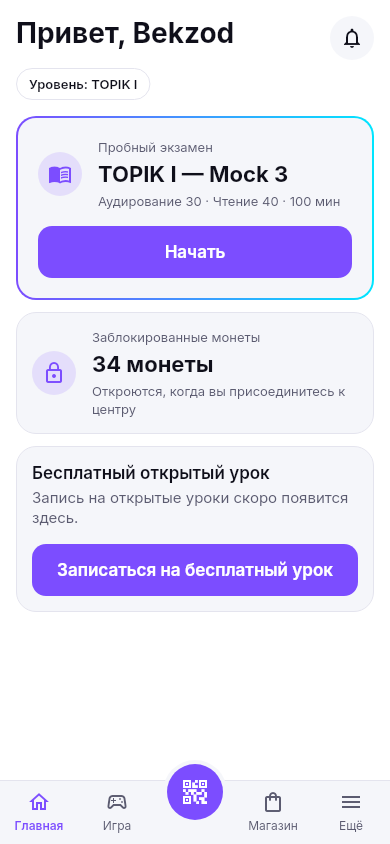 Привет, Bekzod
Уровень: TOPIK I
Пробный экзамен
TOPIK I — Mock 3
Аудирование 30 · Чтение 40 · 100 мин
Начать
Заблокированные монеты
34 монеты
Откроются, когда вы присоединитесь к
центру
Бесплатный открытый урок
Запись на открытые уроки скоро появится
здесь.
Записаться на бесплатный урок
Главная
Игра
Магазин
Ещё